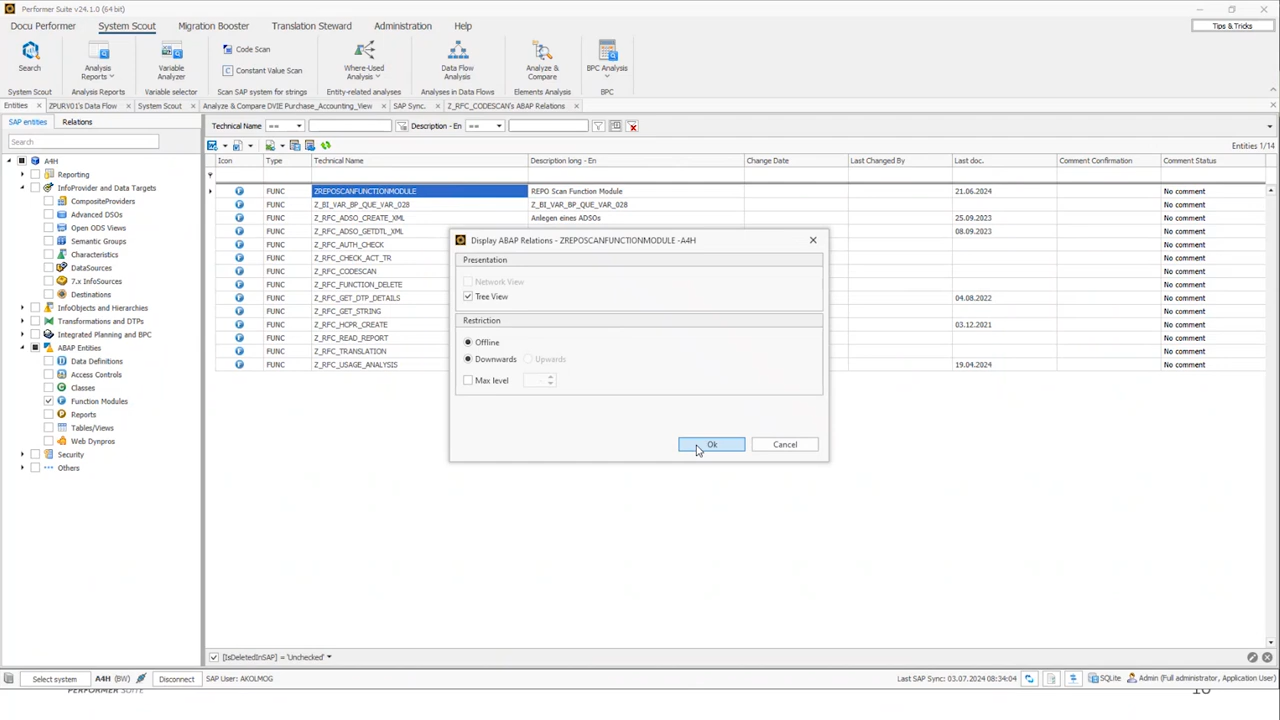 Performer Suite v24.1.0 (64 bit)
Docu Performer System Scout Migration Booster Translation Steward Administration Help
Tips & Tricks
Search
Analysis Reports
Variable Analyzer
Code Scan
Constant Value Scan
Where-Used Analysis
Data Flow Analysis
Analyze & Compare
BPC Analysis
System Scout Analysis Reports Variable selector Scan SAP system for strings Entity-related analyses Analyses in Data Flows Elements Analysis BPC
Entities ZPURV01's Data Flow System Scout Analyze & Compare DVIE Purchase_Accounting_View SAP Sync. Z_RFC_CODESCAN's ABAP Relations
SAP entities Relations
Search
A4H
Reporting
InfoProvider and Data Targets
CompositeProviders
Advanced DSOs
Open ODS Views
Semantic Groups
Characteristics
DataSources
7.x InfoSources
Destinations
InfoObjects and Hierarchies
Transformations and DTPs
Integrated Planning and BPC
ABAP Entities
Data Definitions
Access Controls
Classes
Function Modules
Reports
Tables/Views
Web Dynpros
Security
Others
Technical Name == Description - En ==
Entities 1/14
Icon Type Technical Name Description long - En Change Date Last Changed By Last doc. Comment Confirmation Comment Status
FUNC ZREPOSCANFUNCTIONMODULE REPO Scan Function Module 21.06.2024 No comment
FUNC Z_BI_VAR_BP_QUE_VAR_028 Z_BI_VAR_BP_QUE_VAR_028 No comment
FUNC Z_RFC_ADSO_CREATE_XML Anlegen eines ADSOs 25.09.2023 No comment
FUNC Z_RFC_ADSO_GETDTL_XML 08.09.2023 No comment
FUNC Z_RFC_AUTH_CHECK No comment
FUNC Z_RFC_CHECK_ACT_TR No comment
FUNC Z_RFC_CODESCAN No comment
FUNC Z_RFC_FUNCTION_DELETE No comment
FUNC Z_RFC_GET_DTP_DETAILS 04.08.2022 No comment
FUNC Z_RFC_GET_STRING No comment
FUNC Z_RFC_HCPR_CREATE 03.12.2021 No comment
FUNC Z_RFC_READ_REPORT No comment
FUNC Z_RFC_TRANSLATION No comment
FUNC Z_RFC_USAGE_ANALYSIS 19.04.2024 No comment
Display ABAP Relations - ZREPOSCANFUNCTIONMODULE -A4H
Presentation
Network View
Tree View
Restriction
Offline
Downwards Upwards
Max level
Ok Cancel
[IsDeletedInSAP] = 'Unchecked'
Select system A4H (BW) Disconnect SAP User: AKOLMOG Last SAP Sync: 03.07.2024 08:34:04 SQLite Admin (Full administrator, Application User)
PERFORMER SUITE